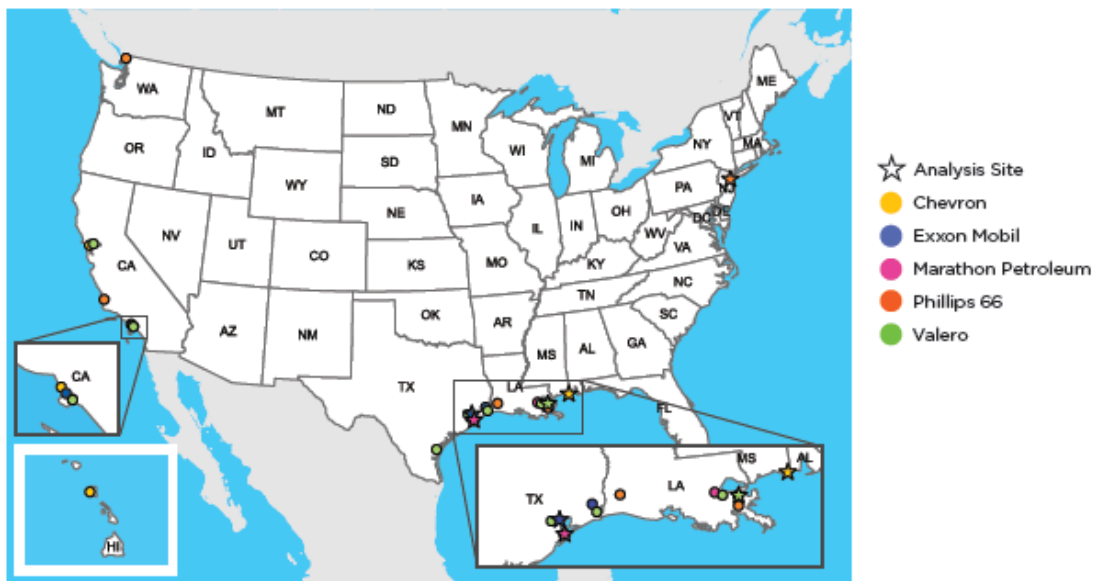 WA
MT
ND
MN
ME
VT
OR
ID
SD
WI
MI
NY
MA
WY
IA
PA
NJ
NE
NV
UT
CO
IL
IN
OH
DC
DE
CA
KS
MO
WV
VA
KY
AZ
NM
OK
AR
TN
NC
SC
TX
LA
MS
AL
GA
FL
CA
HI
TX
LA
MS
AL
Analysis Site
Chevron
Exxon Mobil
Marathon Petroleum
Phillips 66
Valero